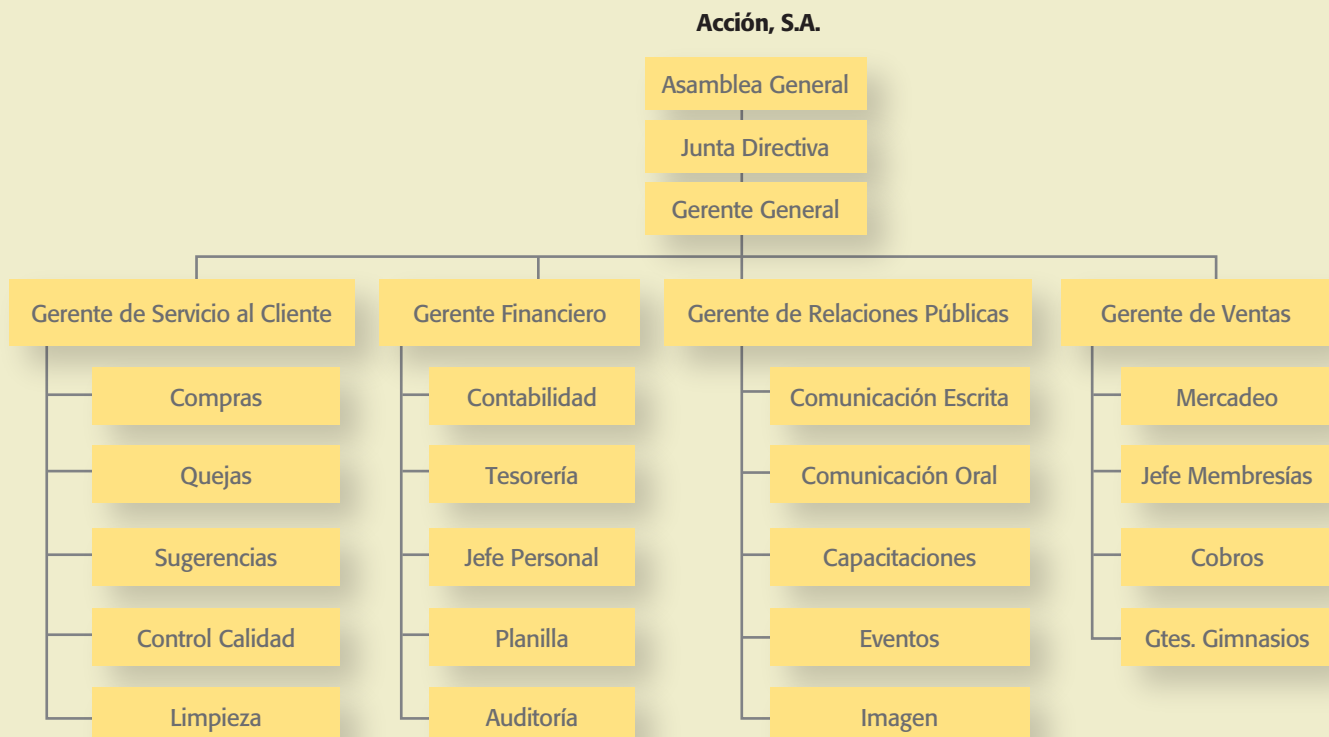 Acción, S.A.
Asamblea General
Junta Directiva
Gerente General
Gerente de Servicio al Cliente
Compras
Quejas
Sugerencias
Control Calidad
Limpieza
Gerente Financiero
Contabilidad
Tesorería
Jefe Personal
Planilla
Auditoría
Gerente de Relaciones Públicas
Comunicación Escrita
Comunicación Oral
Capacitaciones
Eventos
Imagen
Gerente de Ventas
Mercadeo
Jefe Membresías
Cobros
Gtes. Gimnasios